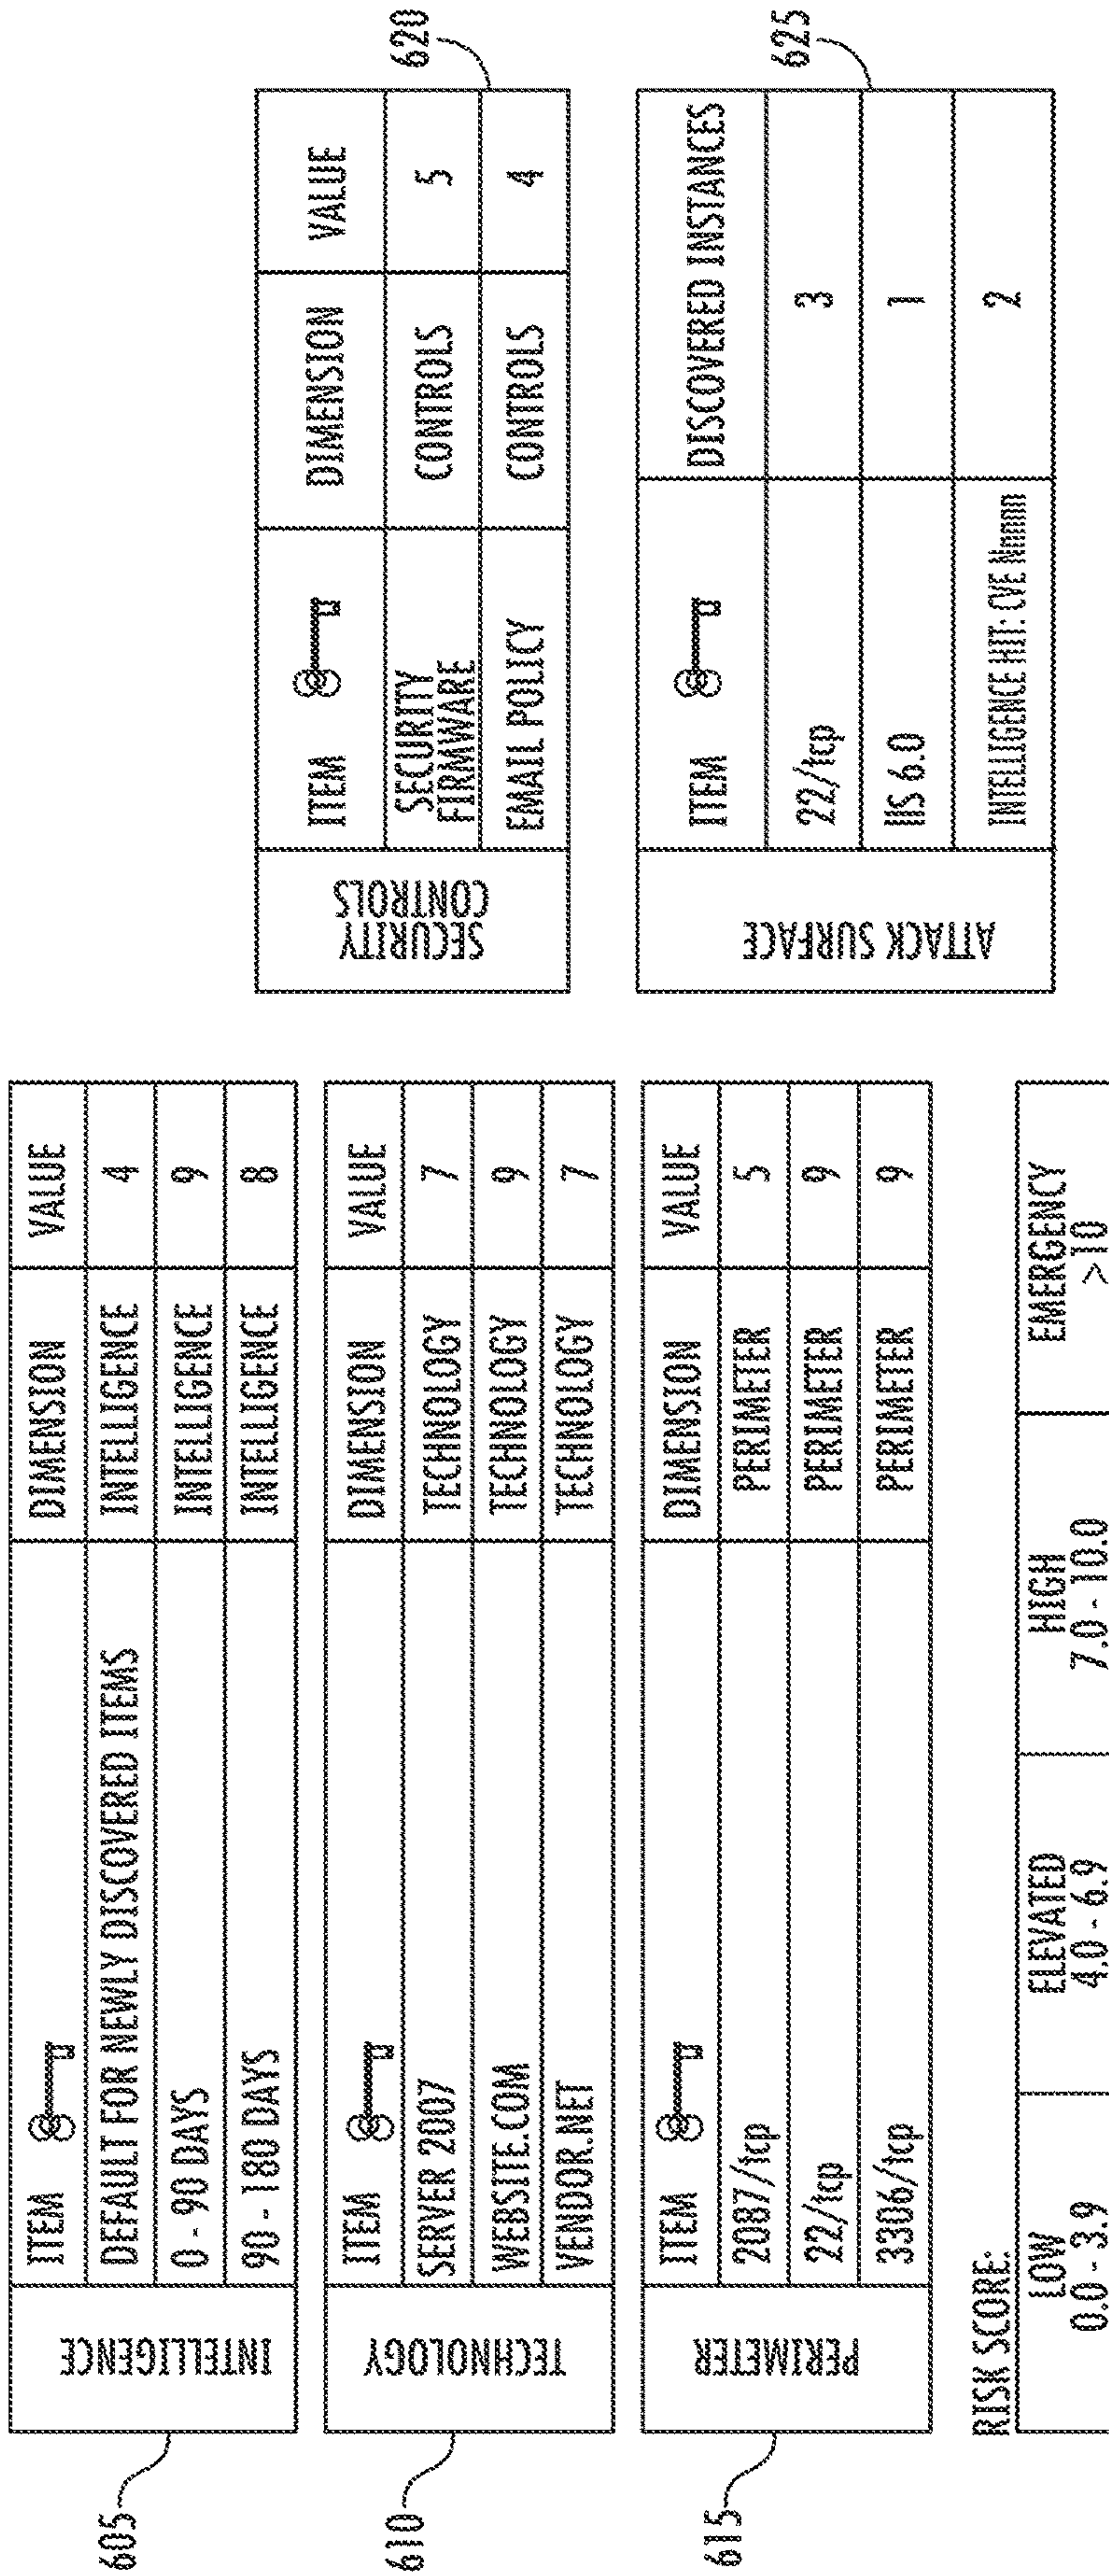 605
INTELLIGENCE
ITEM DIMENSION VALUE
DEFAULT FOR NEWLY DISCOVERED ITEMS INTELLIGENCE 4
0 - 90 DAYS INTELLIGENCE 9
90 - 180 DAYS INTELLIGENCE 8
610
TECHNOLOGY
ITEM DIMENSION VALUE
SERVER 2007 TECHNOLOGY 7
WEBSITE.COM TECHNOLOGY 9
VENDOR.NET TECHNOLOGY 7
615
PERIMETER
ITEM DIMENSION VALUE
2087/tcp PERIMETER 5
22/tcp PERIMETER 9
3306/tcp PERIMETER 9
RISK SCORE:
LOW ELEVATED HIGH EMERGENCY
0.0 - 3.9 4.0 - 6.9 7.0 - 10.0 >10
620
SECURITY
CONTROLS
ITEM DIMENSION VALUE
SECURITY
FIRMWARE CONTROLS 5
EMAIL POLICY CONTROLS 4
625
ATTACK SURFACE
ITEM DISCOVERED INSTANCES
22/tcp 3
IIS 6.0 1
INTELLIGENCE HIT: CVE Nnnnn 2